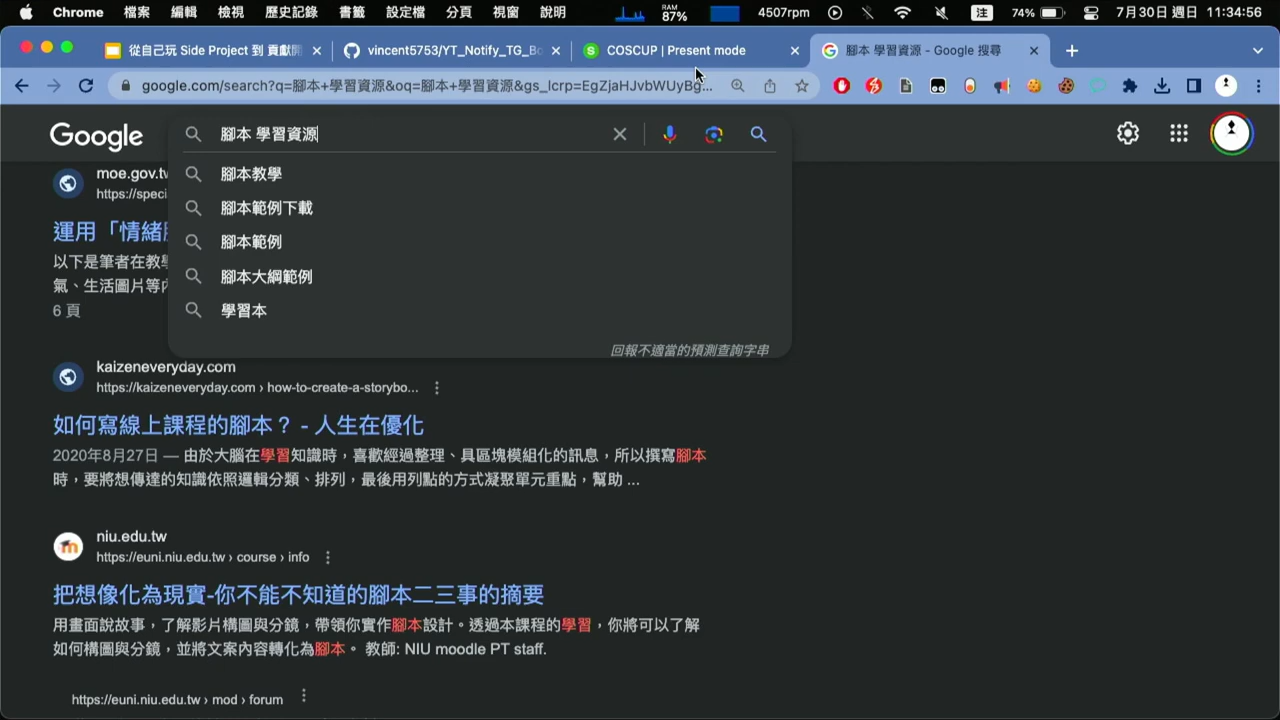 Chrome 檔案 編輯 檢視 歷史記錄 書籤 設定檔 分頁 視窗 說明 RAM 87% 4507rpm 注 74% 7月30日 週日 11:34:56
從自己玩 Side Project 到 貢獻開
vincent5753/YT_Notify_TG_Bo
COSCUP | Present mode
腳本 學習資源 - Google 搜尋
google.com/search?q=腳本+學習資源&oq=腳本+學習資源&gs_lcrp=EgZjaHJvbWUyBg...
Google
腳本 學習資源
腳本教學
腳本範例下載
腳本範例
腳本大綱範例
學習本
回報不適當的預測查詢字串
moe.gov.tw
https://speci
運用「情緒
以下是筆者在教學
氣、生活圖片等內
6 頁
kaizeneveryday.com
https://kaizeneveryday.com › how-to-create-a-storybo...
如何寫線上課程的腳本？ - 人生在優化
2020年8月27日 — 由於大腦在學習知識時，喜歡經過整理、具區塊模組化的訊息，所以撰寫腳本
時，要將想傳達的知識依照邏輯分類、排列，最後用列點的方式凝聚單元重點，幫助 ...
niu.edu.tw
https://euni.niu.edu.tw › course › info
把想像化為現實-你不能不知道的腳本二三事的摘要
用畫面說故事，了解影片構圖與分鏡，帶領你實作腳本設計。透過本課程的學習，你將可以了解
如何構圖與分鏡，並將文案內容轉化為腳本。 教師: NIU moodle PT staff.
https://euni.niu.edu.tw › mod › forum